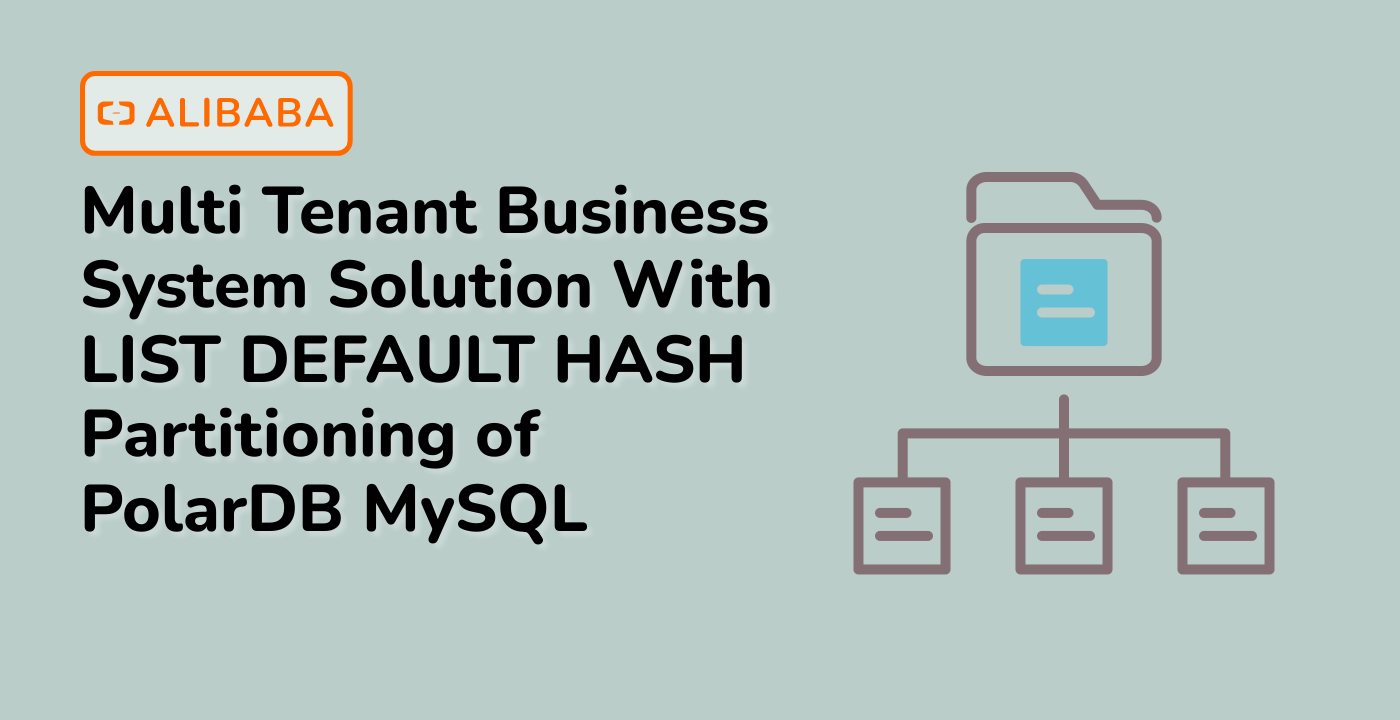 ALIBABA
Multi Tenant Business
System Solution With
LIST DEFAULT HASH
Partitioning of
PolarDB MySQL